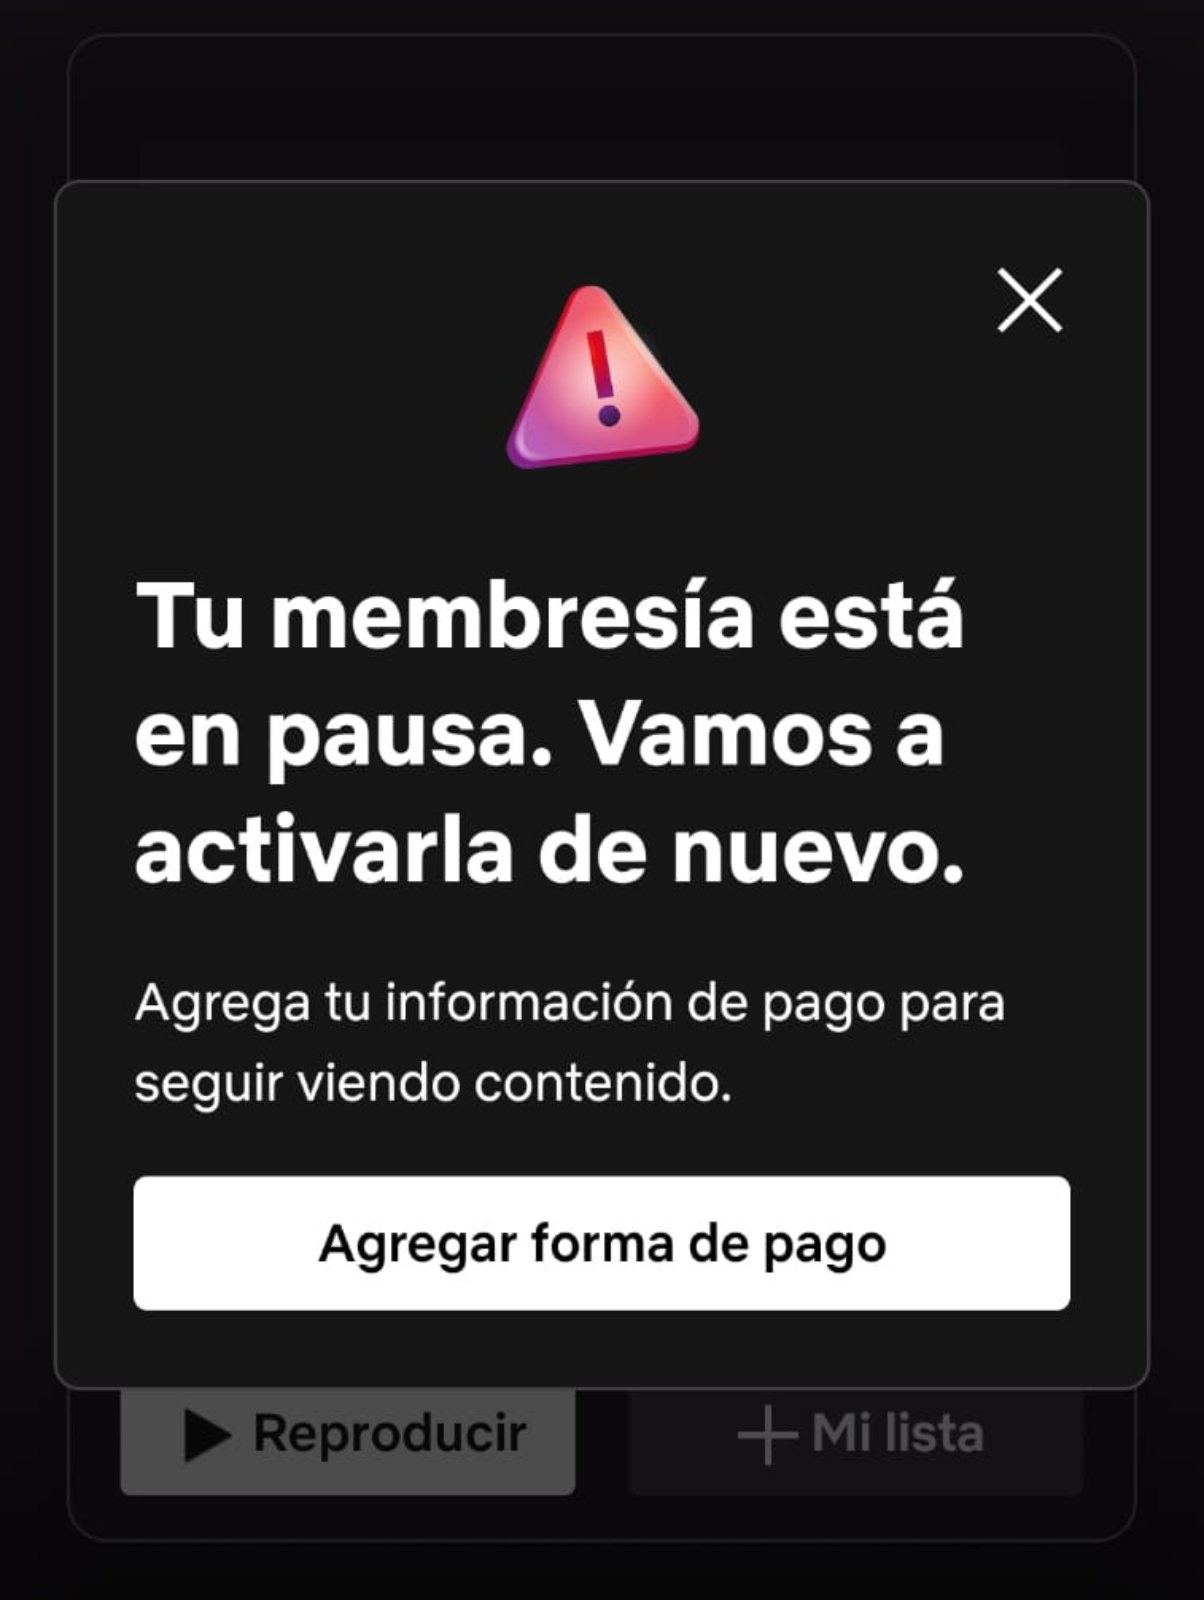 Tu membresía está
en pausa. Vamos a
activarla de nuevo.
Agrega tu información de pago para
seguir viendo contenido.
Agregar forma de pago
Reproducir
Mi lista